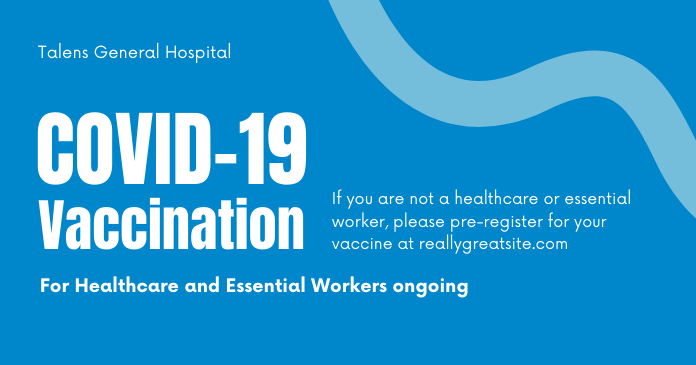 Talens General Hospital
COVID-19
Vaccination
If you are not a healthcare or essential
worker, please pre-register for your
vaccine at reallygreatsite.com
For Healthcare and Essential Workers ongoing